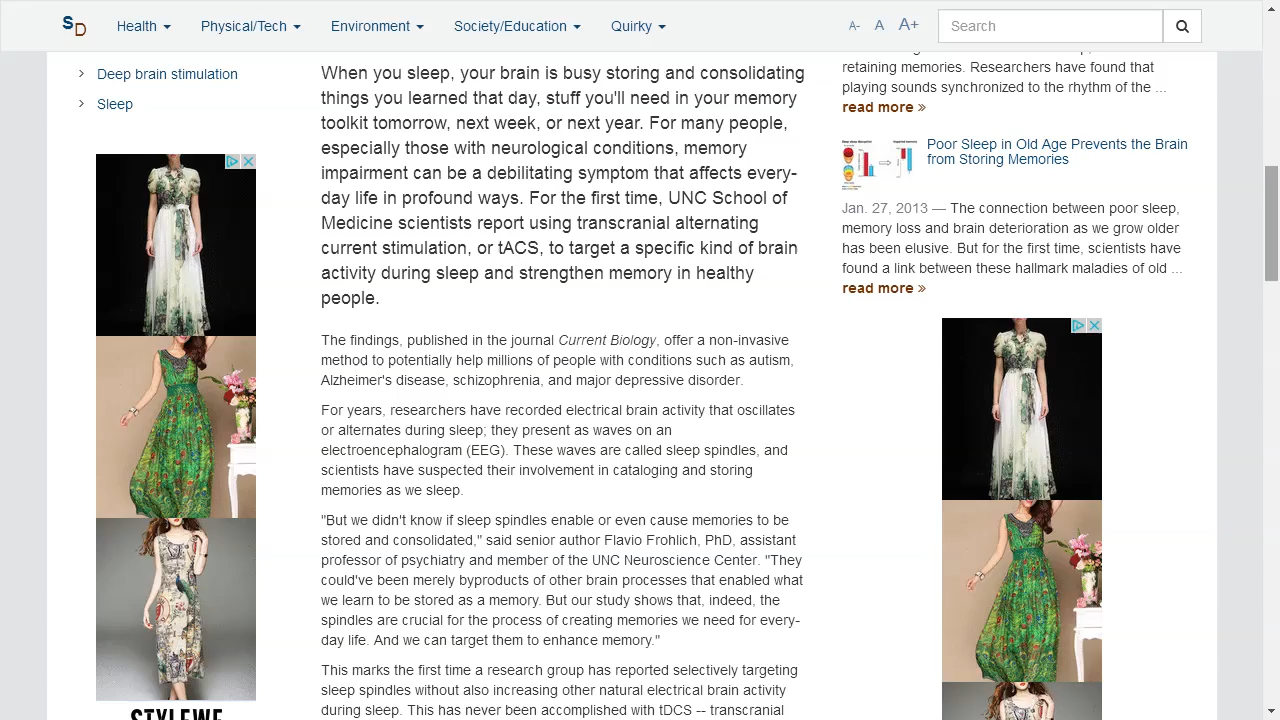 SD
Health
Physical/Tech
Environment
Society/Education
Quirky
A- A A+
Search
Deep brain stimulation
Sleep
When you sleep, your brain is busy storing and consolidating
things you learned that day, stuff you'll need in your memory
toolkit tomorrow, next week, or next year. For many people,
especially those with neurological conditions, memory
impairment can be a debilitating symptom that affects every-
day life in profound ways. For the first time, UNC School of
Medicine scientists report using transcranial alternating
current stimulation, or tACS, to target a specific kind of brain
activity during sleep and strengthen memory in healthy
people.
The findings, published in the journal Current Biology, offer a non-invasive
method to potentially help millions of people with conditions such as autism,
Alzheimer's disease, schizophrenia, and major depressive disorder.
For years, researchers have recorded electrical brain activity that oscillates
or alternates during sleep; they present as waves on an
electroencephalogram (EEG). These waves are called sleep spindles, and
scientists have suspected their involvement in cataloging and storing
memories as we sleep.
"But we didn't know if sleep spindles enable or even cause memories to be
stored and consolidated," said senior author Flavio Frohlich, PhD, assistant
professor of psychiatry and member of the UNC Neuroscience Center. "They
could've been merely byproducts of other brain processes that enabled what
we learn to be stored as a memory. But our study shows that, indeed, the
spindles are crucial for the process of creating memories we need for every-
day life. And we can target them to enhance memory."
This marks the first time a research group has reported selectively targeting
sleep spindles without also increasing other natural electrical brain activity
during sleep. This has never been accomplished with tDCS -- transcranial
retaining memories. Researchers have found that
playing sounds synchronized to the rhythm of the ...
read more »
Poor Sleep in Old Age Prevents the Brain
from Storing Memories
Jan. 27, 2013 — The connection between poor sleep,
memory loss and brain deterioration as we grow older
has been elusive. But for the first time, scientists have
found a link between these hallmark maladies of old ...
read more »
STYLEWE